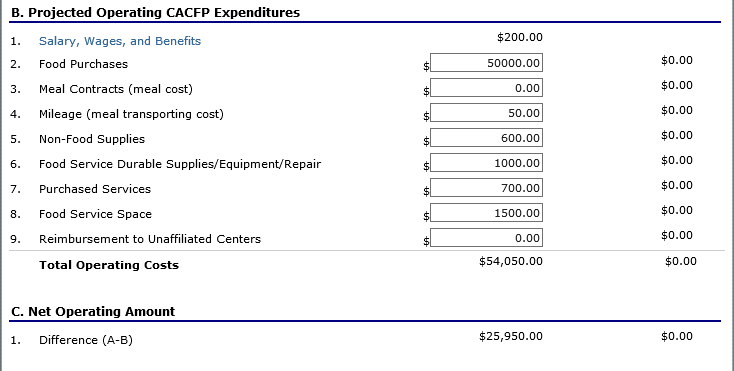 B. Projected Operating CACFP Expenditures
1. Salary, Wages, and Benefits $200.00
2. Food Purchases $ 50000.00 $0.00
3. Meal Contracts (meal cost) $ 0.00 $0.00
4. Mileage (meal transporting cost) $ 50.00 $0.00
5. Non-Food Supplies $ 600.00 $0.00
6. Food Service Durable Supplies/Equipment/Repair $ 1000.00 $0.00
7. Purchased Services $ 700.00 $0.00
8. Food Service Space $ 1500.00 $0.00
9. Reimbursement to Unaffiliated Centers $ 0.00 $0.00
Total Operating Costs $54,050.00 $0.00
C. Net Operating Amount
1. Difference (A-B) $25,950.00 $0.00